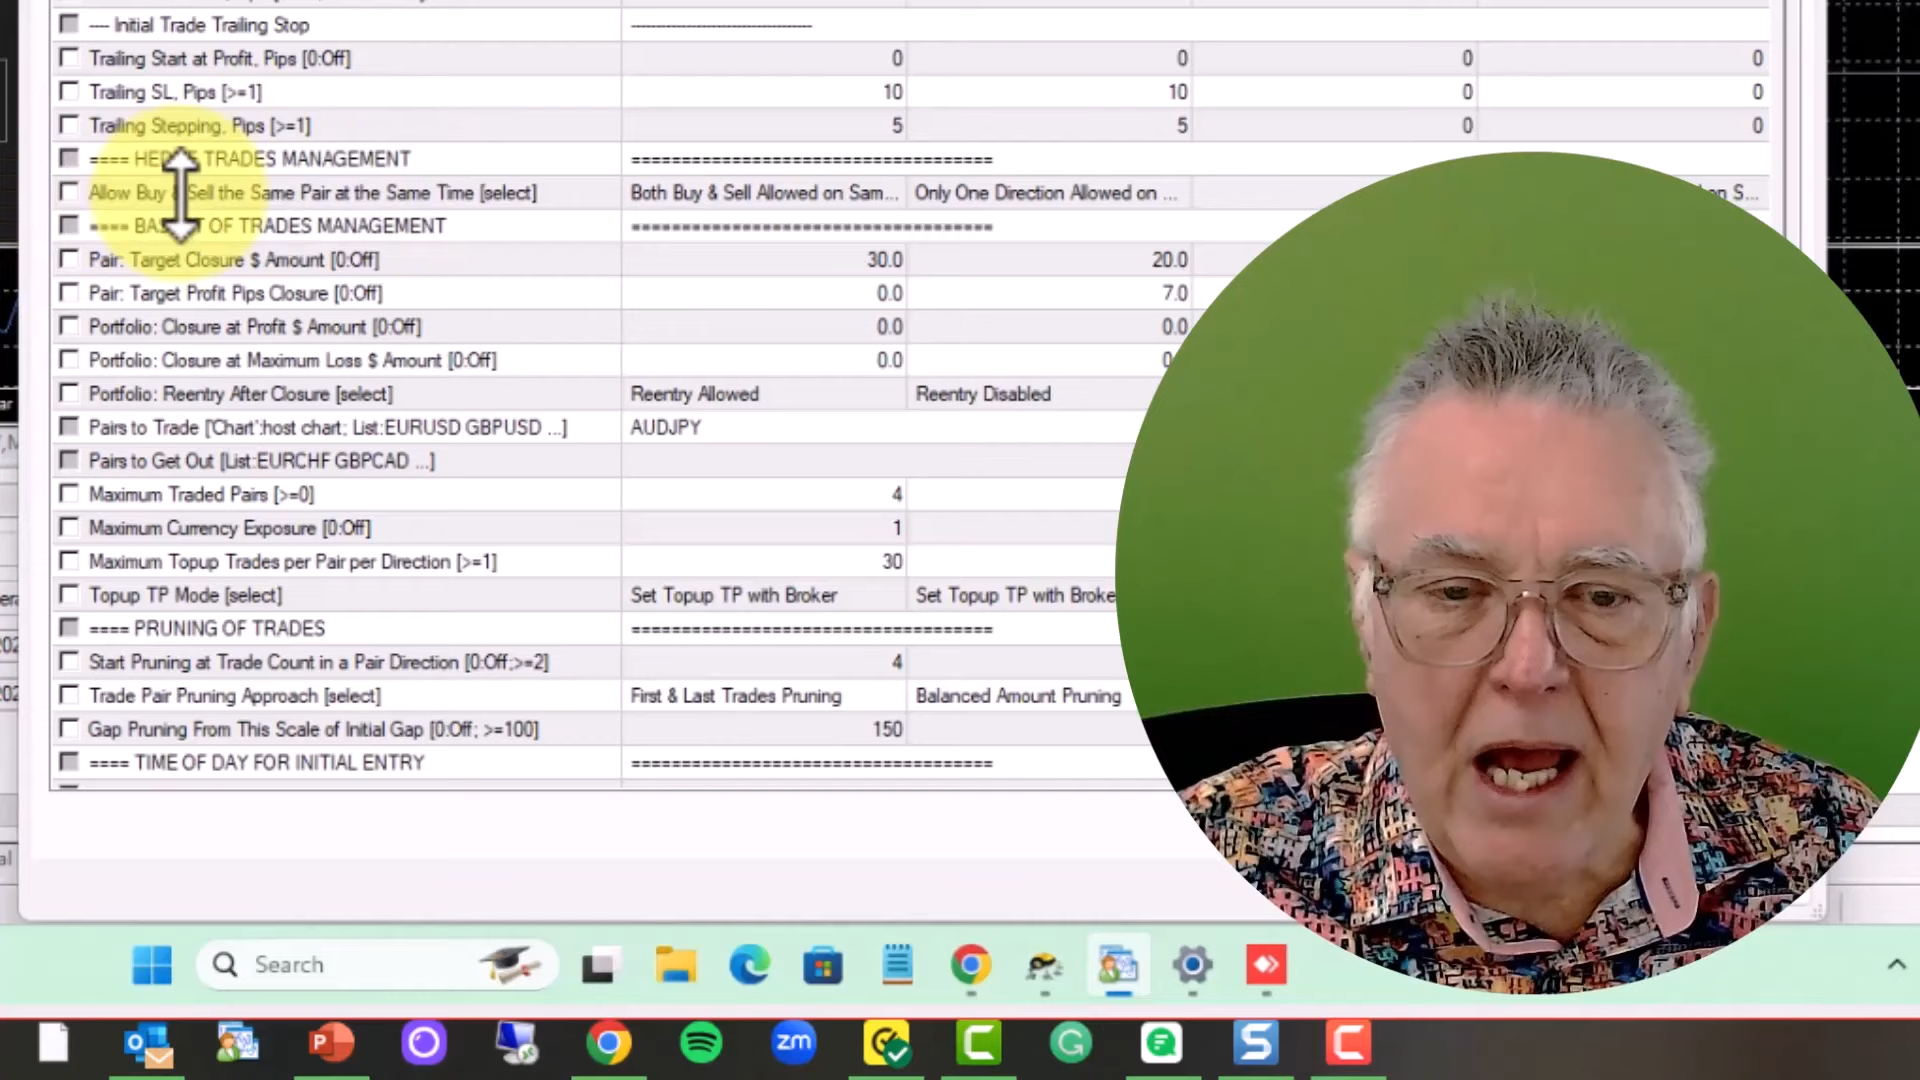 ---- Initial Trade Trailing Stop
Trailing Start at Profit, Pips [0:Off] 0 0 0 0
Trailing SL, Pips [>=1] 10 10 0 0
Trailing Stepping, Pips [>=1] 5 5 0 0
==== TRADES MANAGEMENT ====================================
Allow Buy & Sell the Same Pair at the Same Time [select] Both Buy & Sell Allowed on Sam... Only One Direction Allowed on ... S...
==== OF TRADES MANAGEMENT ====================================
Pair: Target Closure $ Amount [0:Off] 30.0 20.0
Pair: Target Profit Pips Closure [0:Off] 0.0 7.0
Portfolio: Closure at Profit $ Amount [0:Off] 0.0 0.0
Portfolio: Closure at Maximum Loss $ Amount [0:Off] 0.0
Portfolio: Reentry After Closure [select] Reentry Allowed Reentry Disabled
Pairs to Trade ['Chart':host chart; List:EURUSD GBPUSD ...] AUDJPY
Pairs to Get Out [List:EURCHF GBPCAD ...]
Maximum Traded Pairs [>=0] 4
Maximum Currency Exposure [0:Off] 1
Maximum Topup Trades per Pair per Direction [>=1] 30
Topup TP Mode [select] Set Topup TP with Broker Set Topup TP with Broke
==== PRUNING OF TRADES ====================================
Start Pruning at Trade Count in a Pair Direction [0:Off;>=2] 4
Trade Pair Pruning Approach [select] First & Last Trades Pruning Balanced Amount Pruning
Gap Pruning From This Scale of Initial Gap [0:Off; >=100] 150
==== TIME OF DAY FOR INITIAL ENTRY ====================================
Search
zm